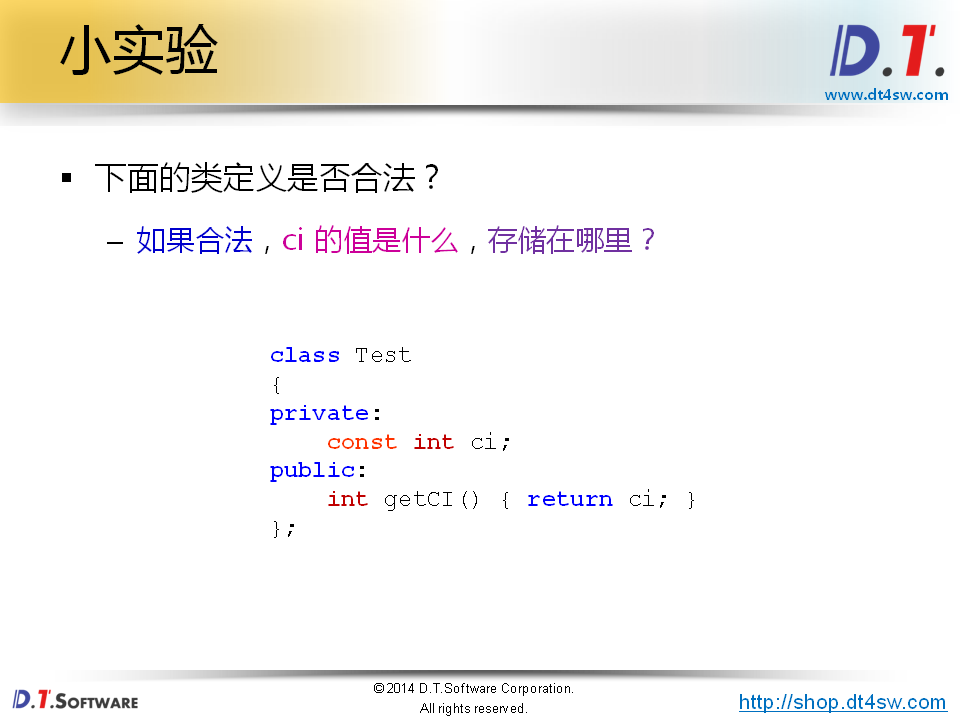 小实验
D.T.
www.dt4sw.com
▪ 下面的类定义是否合法？
– 如果合法，ci 的值是什么，存储在哪里？
class Test
{
private:
    const int ci;
public:
    int getCI() { return ci; }
};
D.T.SOFTWARE
©2014 D.T.Software Corporation.
All rights reserved.
http://shop.dt4sw.com